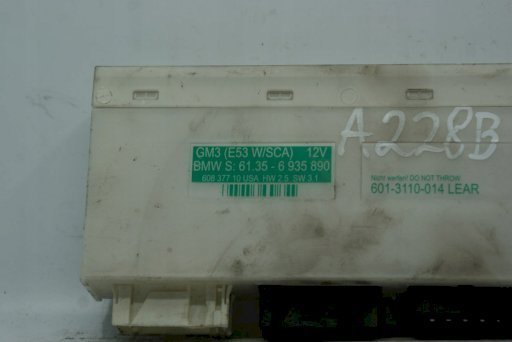 A228B
GM3 (E53 W/SCA) 12V
BMW S: 61.35 - 6 935 890
608 377 10 USA HW 2.5 SW 3.1
Nicht werfen! DO NOT THROW
601-3110-014 LEAR